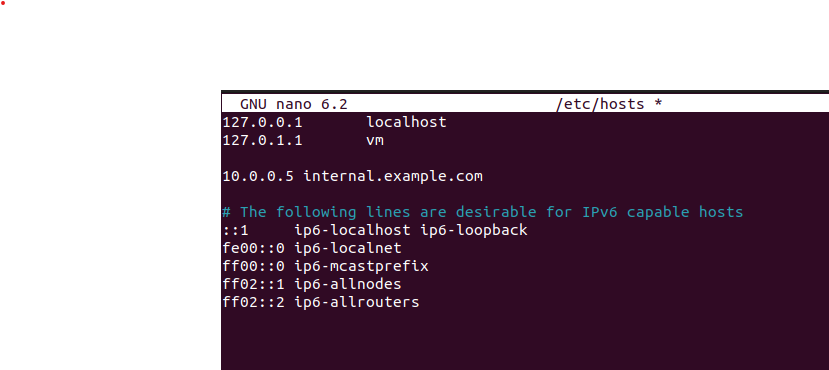 GNU nano 6.2 /etc/hosts *
127.0.0.1 localhost
127.0.1.1 vm
10.0.0.5 internal.example.com
# The following lines are desirable for IPv6 capable hosts
::1 ip6-localhost ip6-loopback
fe00::0 ip6-localnet
ff00::0 ip6-mcastprefix
ff02::1 ip6-allnodes
ff02::2 ip6-allrouters